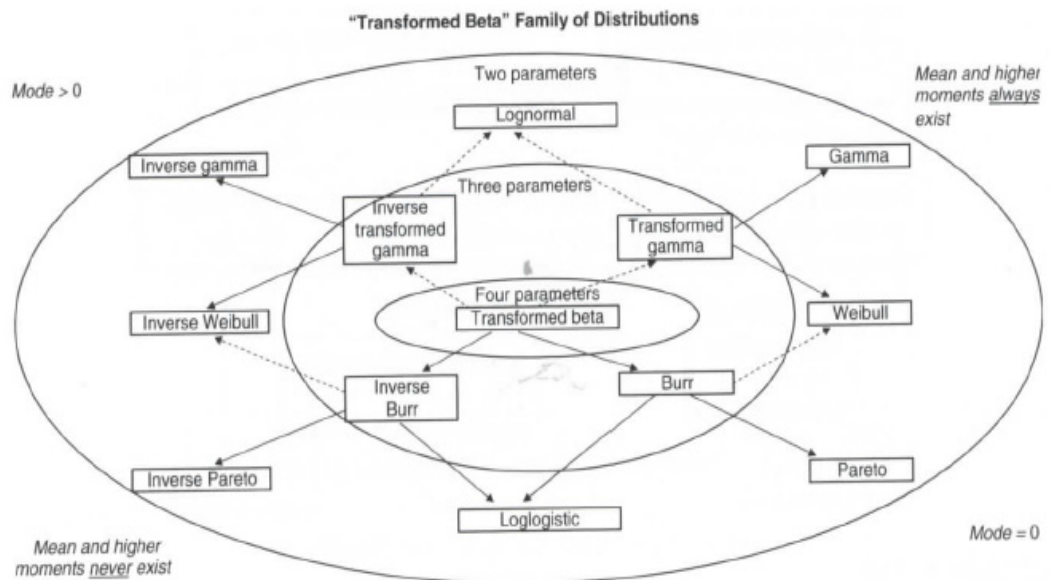 "Transformed Beta" Family of Distributions
Two parameters
Mode > 0
Mean and higher
moments always
exist
Lognormal
Inverse gamma
Gamma
Three parameters
Inverse
transformed
gamma
Transformed
gamma
Four parameters
Transformed beta
Inverse Weibull
Weibull
Inverse
Burr
Burr
Inverse Pareto
Pareto
Loglogistic
Mode = 0
Mean and higher
moments never exist